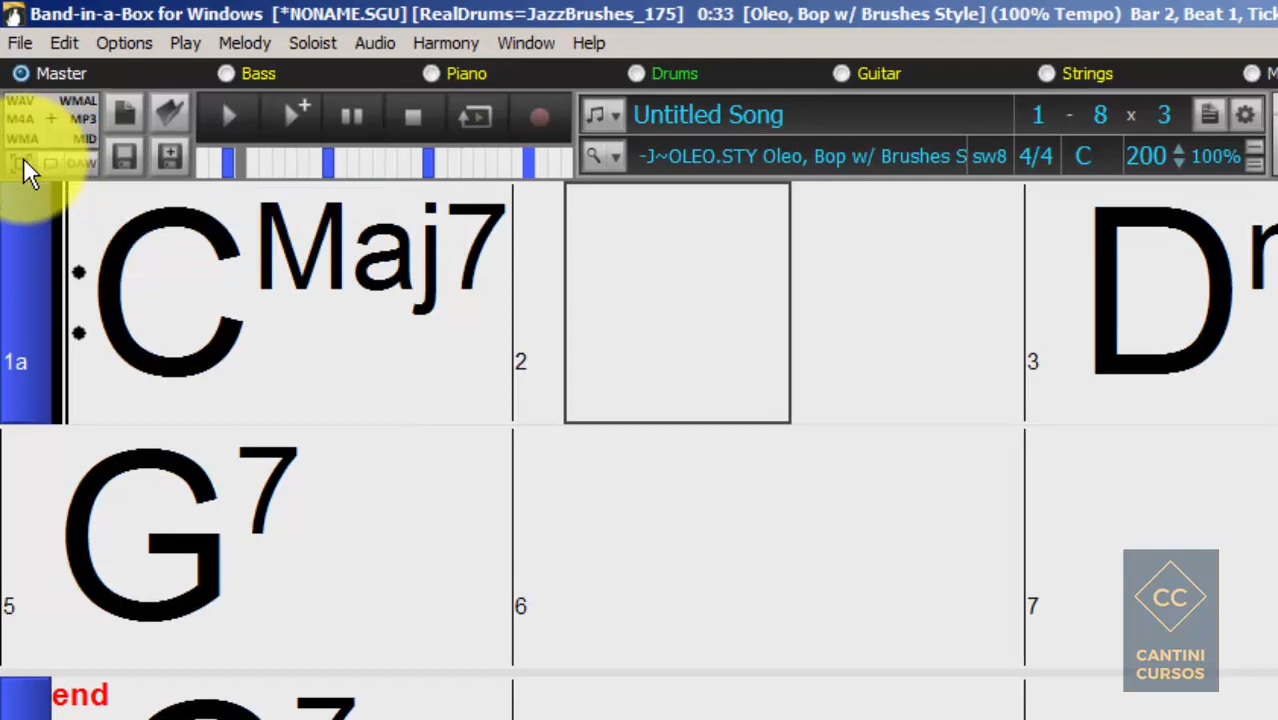 Band-in-a-Box for Windows [*NONAME.SGU] [RealDrums=JazzBrushes_175] 0:33 [Oleo, Bop w/ Brushes Style] (100% Tempo) Bar 2, Beat 1, Tick
File Edit Options Play Melody Soloist Audio Harmony Window Help
Master Bass Piano Drums Guitar Strings M
WAV WMAL
M4A + MP3
WMA MID
DAW
Untitled Song 1 - 8 x 3
-J~OLEO.STY Oleo, Bop w/ Brushes S sw8 4/4 C 200 100%
1a CMaj7 2 3 D
5 G7 6 7
end
7
CC
CANTINI
CURSOS